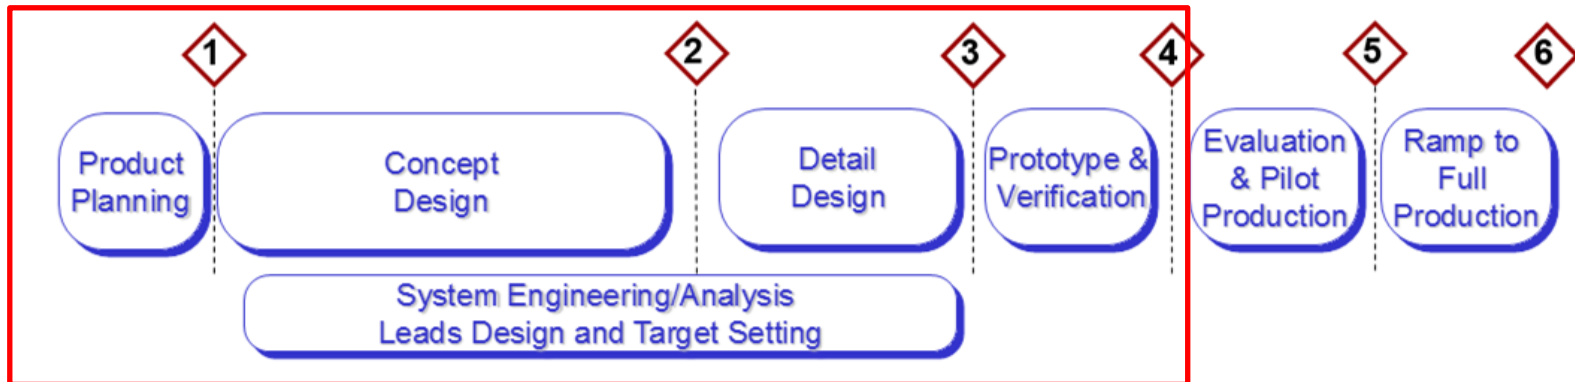 1
2
3
4
5
6
Product
Planning
Concept
Design
Detail
Design
Prototype &
Verification
Evaluation
& Pilot
Production
Ramp to
Full
Production
System Engineering/Analysis
Leads Design and Target Setting